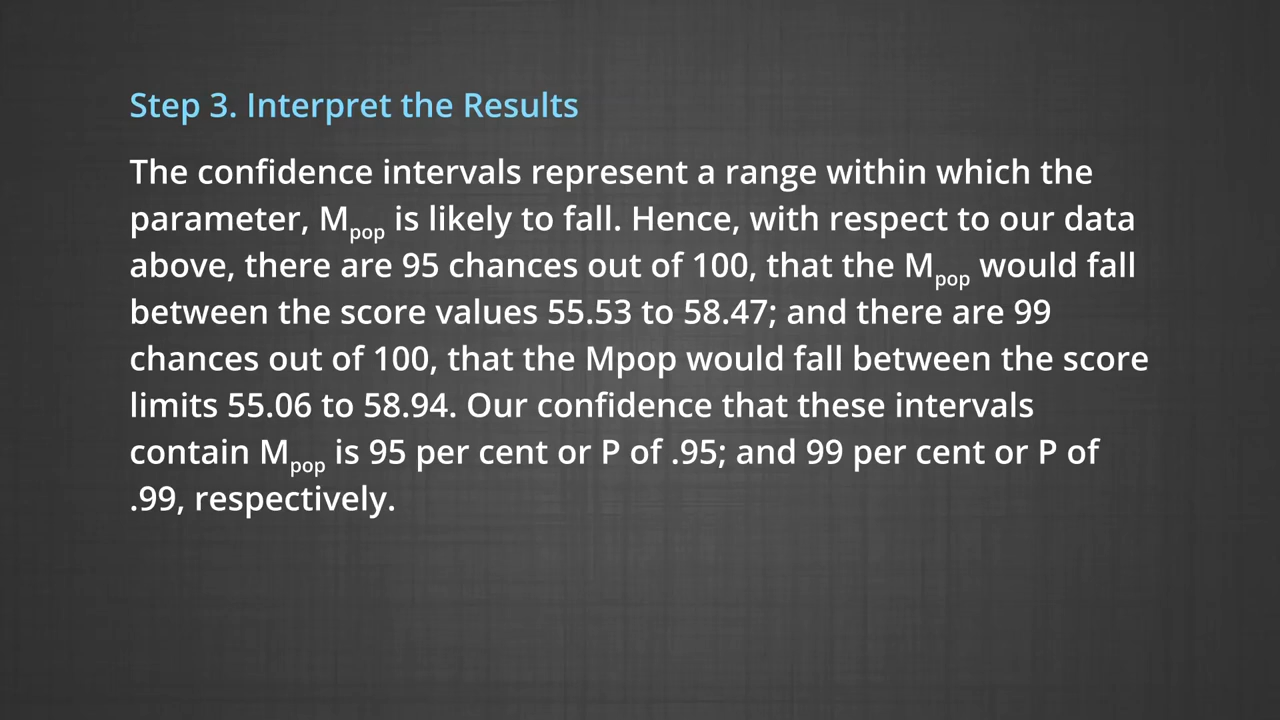 Step 3. Interpret the Results
The confidence intervals represent a range within which the
parameter, Mpop is likely to fall. Hence, with respect to our data
above, there are 95 chances out of 100, that the Mpop would fall
between the score values 55.53 to 58.47; and there are 99
chances out of 100, that the Mpop would fall between the score
limits 55.06 to 58.94. Our confidence that these intervals
contain Mpop is 95 per cent or P of .95; and 99 per cent or P of
.99, respectively.